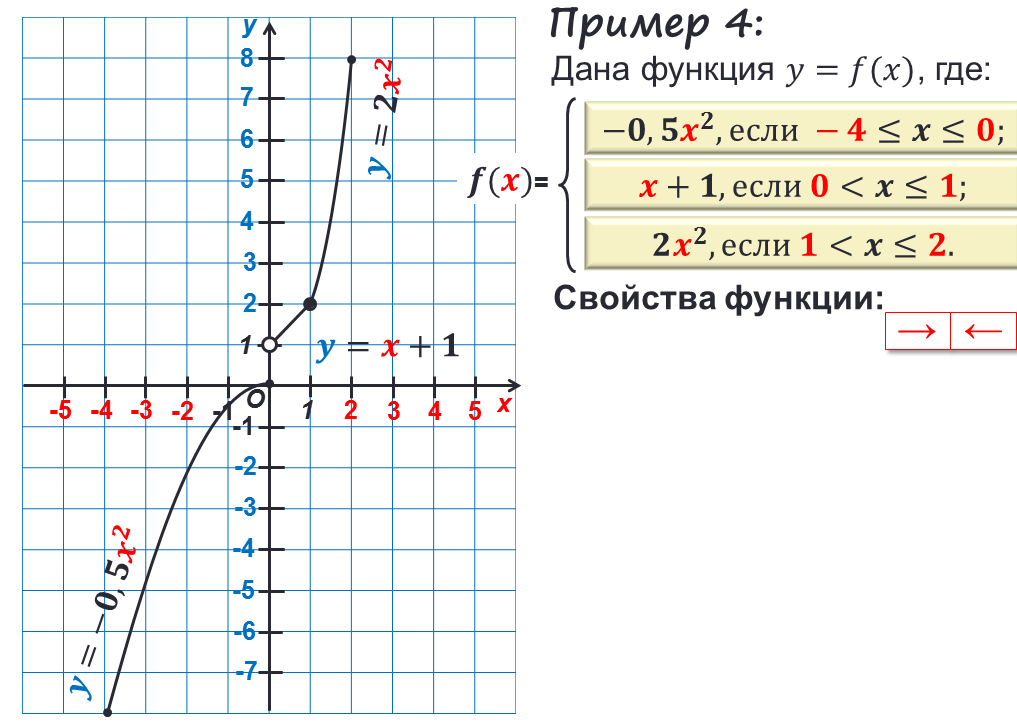 Пример 4:
Дана функция y = f(x), где:
f(x)=
−0, 5x², если − 4 ≤ x ≤ 0;
x + 1, если 0 < x ≤ 1;
2x², если 1 < x ≤ 2.
Свойства функции:
→ ←
y
8
7
6
5
4
3
2
1
y = 2x²
y = x + 1
-5 -4 -3 -2 -1 O 1 2 3 4 5 x
-1
-2
-3
-4
-5
-6
-7
y = −0, 5x²